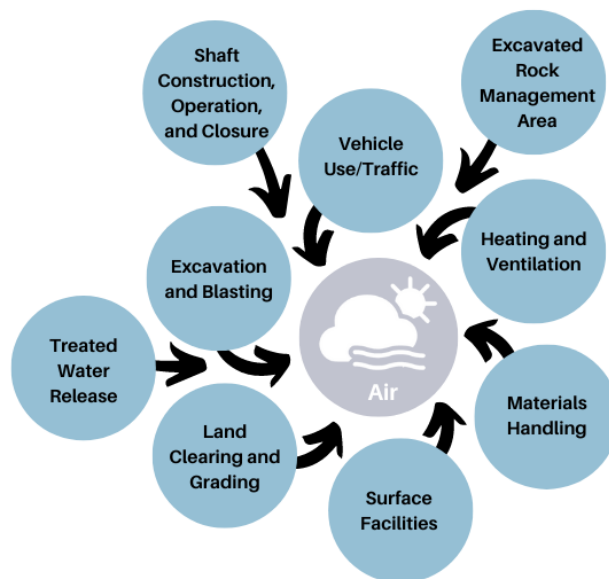 Shaft
Construction,
Operation,
and Closure
Excavated
Rock
Management
Area
Vehicle
Use/Traffic
Heating and
Ventilation
Excavation
and Blasting
Treated
Water
Release
Air
Materials
Handling
Land
Clearing and
Grading
Surface
Facilities